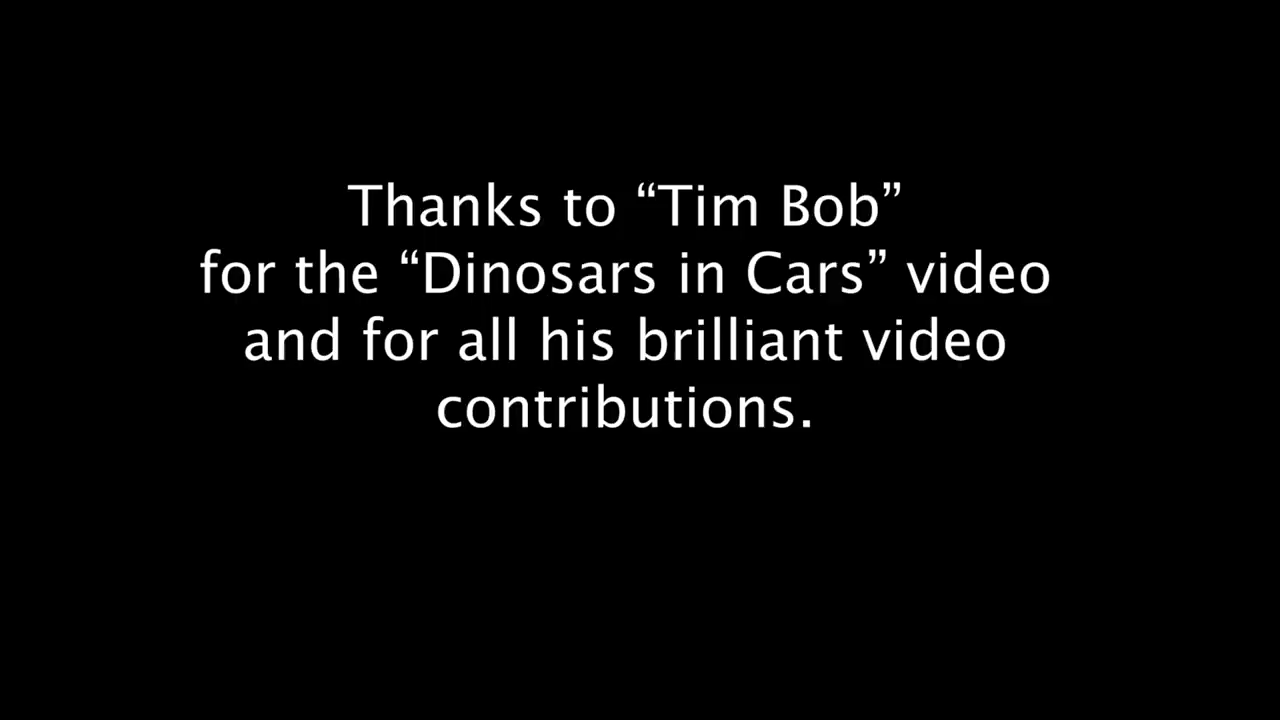 Thanks to “Tim Bob”
for the “Dinosars in Cars” video
and for all his brilliant video
contributions.